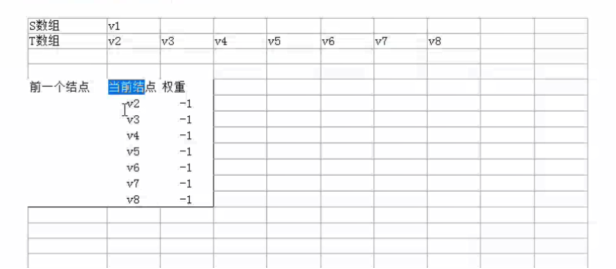 S数组 v1
T数组 v2 v3 v4 v5 v6 v7 v8
前一个结点 当前结点 权重
v2 -1
v3 -1
v4 -1
v5 -1
v6 -1
v7 -1
v8 -1